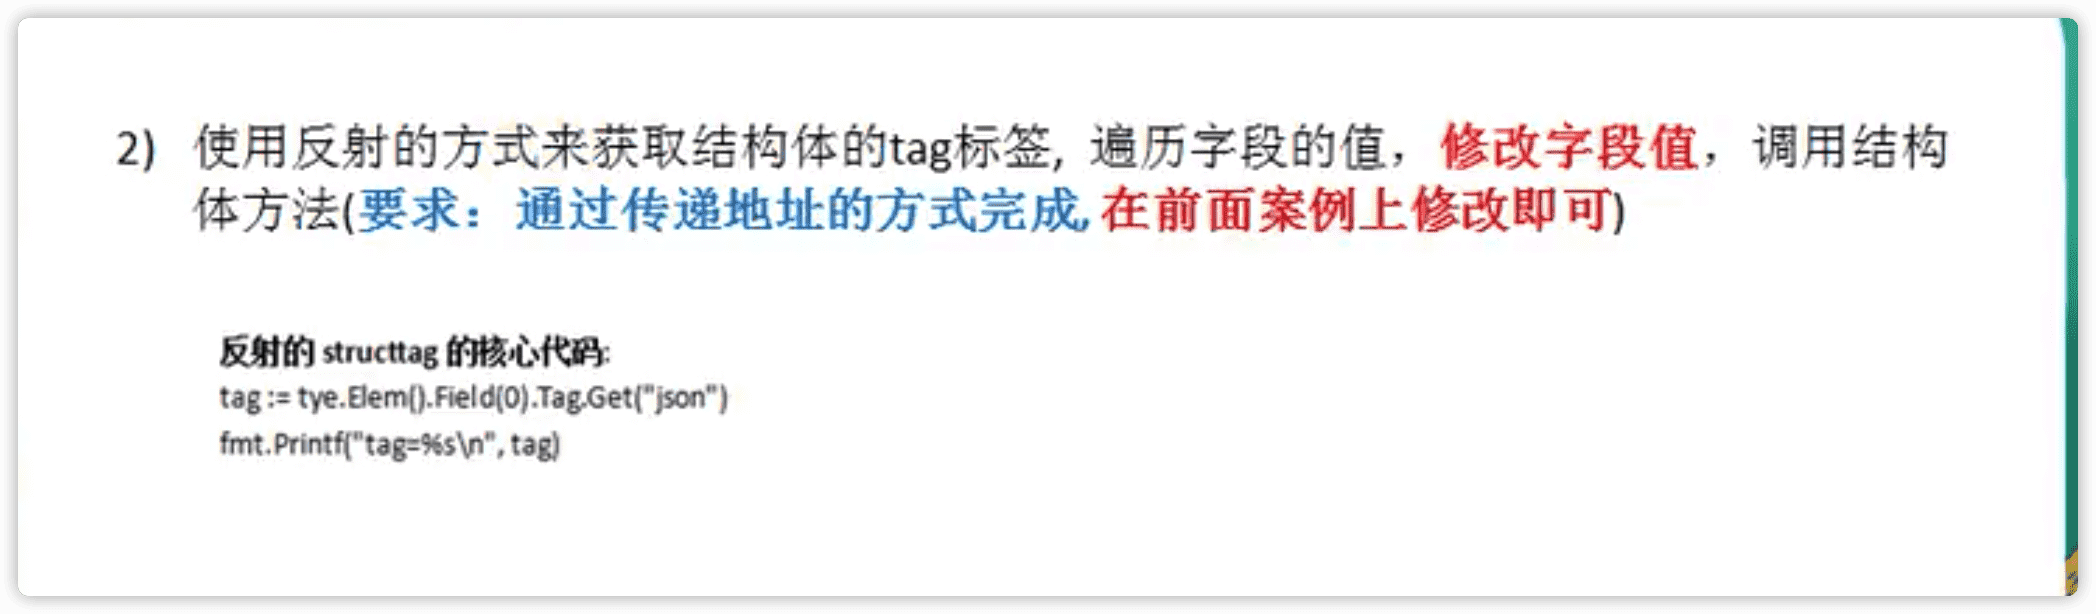 2) 使用反射的方式来获取结构体的tag标签, 遍历字段的值，修改字段值，调用结构
体方法(要求：通过传递地址的方式完成, 在前面案例上修改即可)
反射的 structtag 的核心代码:
tag := tye.Elem().Field(0).Tag.Get("json")
fmt.Printf("tag=%s\n", tag)